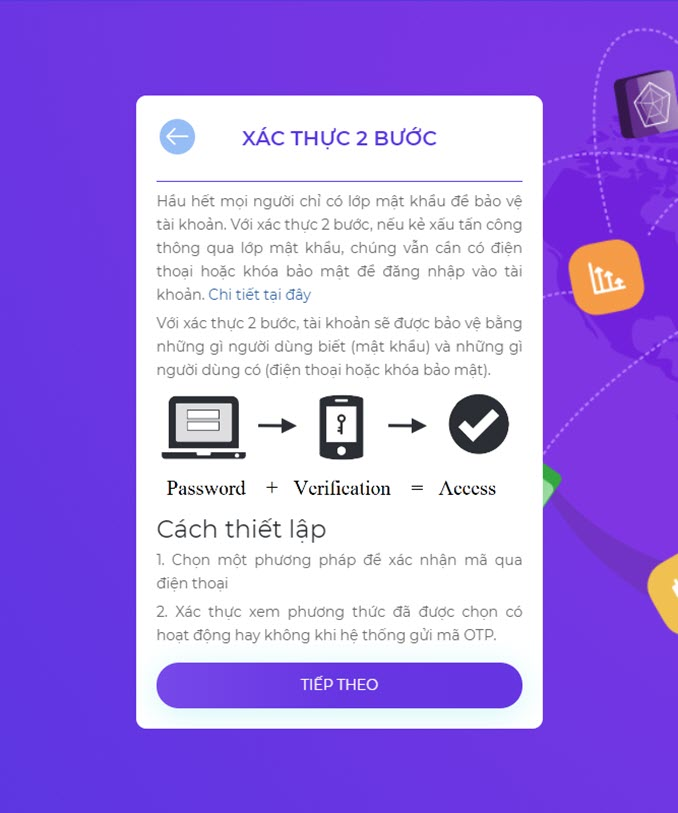 XÁC THỰC 2 BƯỚC
Hầu hết mọi người chỉ có lớp mật khẩu để bảo vệ
tài khoản. Với xác thực 2 bước, nếu kẻ xấu tấn công
thông qua lớp mật khẩu, chúng vẫn cần có điện
thoại hoặc khóa bảo mật để đăng nhập vào tài
khoản. Chi tiết tại đây
Với xác thực 2 bước, tài khoản sẽ được bảo vệ bằng
những gì người dùng biết (mật khẩu) và những gì
người dùng có (điện thoại hoặc khóa bảo mật).
Password + Verification = Access
Cách thiết lập
1. Chọn một phương pháp để xác nhận mã qua
điện thoại
2. Xác thực xem phương thức đã được chọn có
hoạt động hay không khi hệ thống gửi mã OTP.
TIẾP THEO